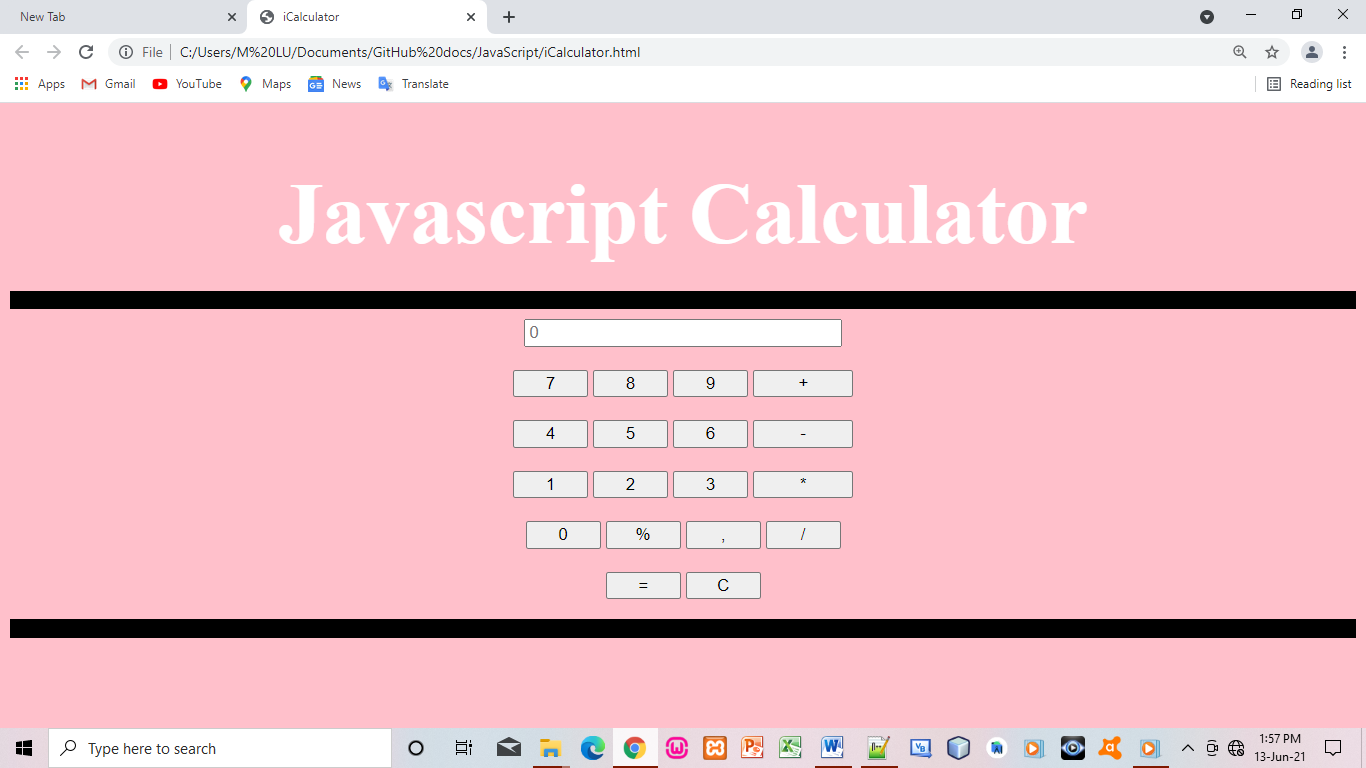 New Tab
iCalculator
File
C:/Users/M%20LU/Documents/GitHub%20docs/JavaScript/iCalculator.html
Apps Gmail YouTube Maps News Translate Reading list
Javascript Calculator
0
7 8 9 +
4 5 6 -
1 2 3 *
0 % , /
= C
Type here to search
1:57 PM
13-Jun-21